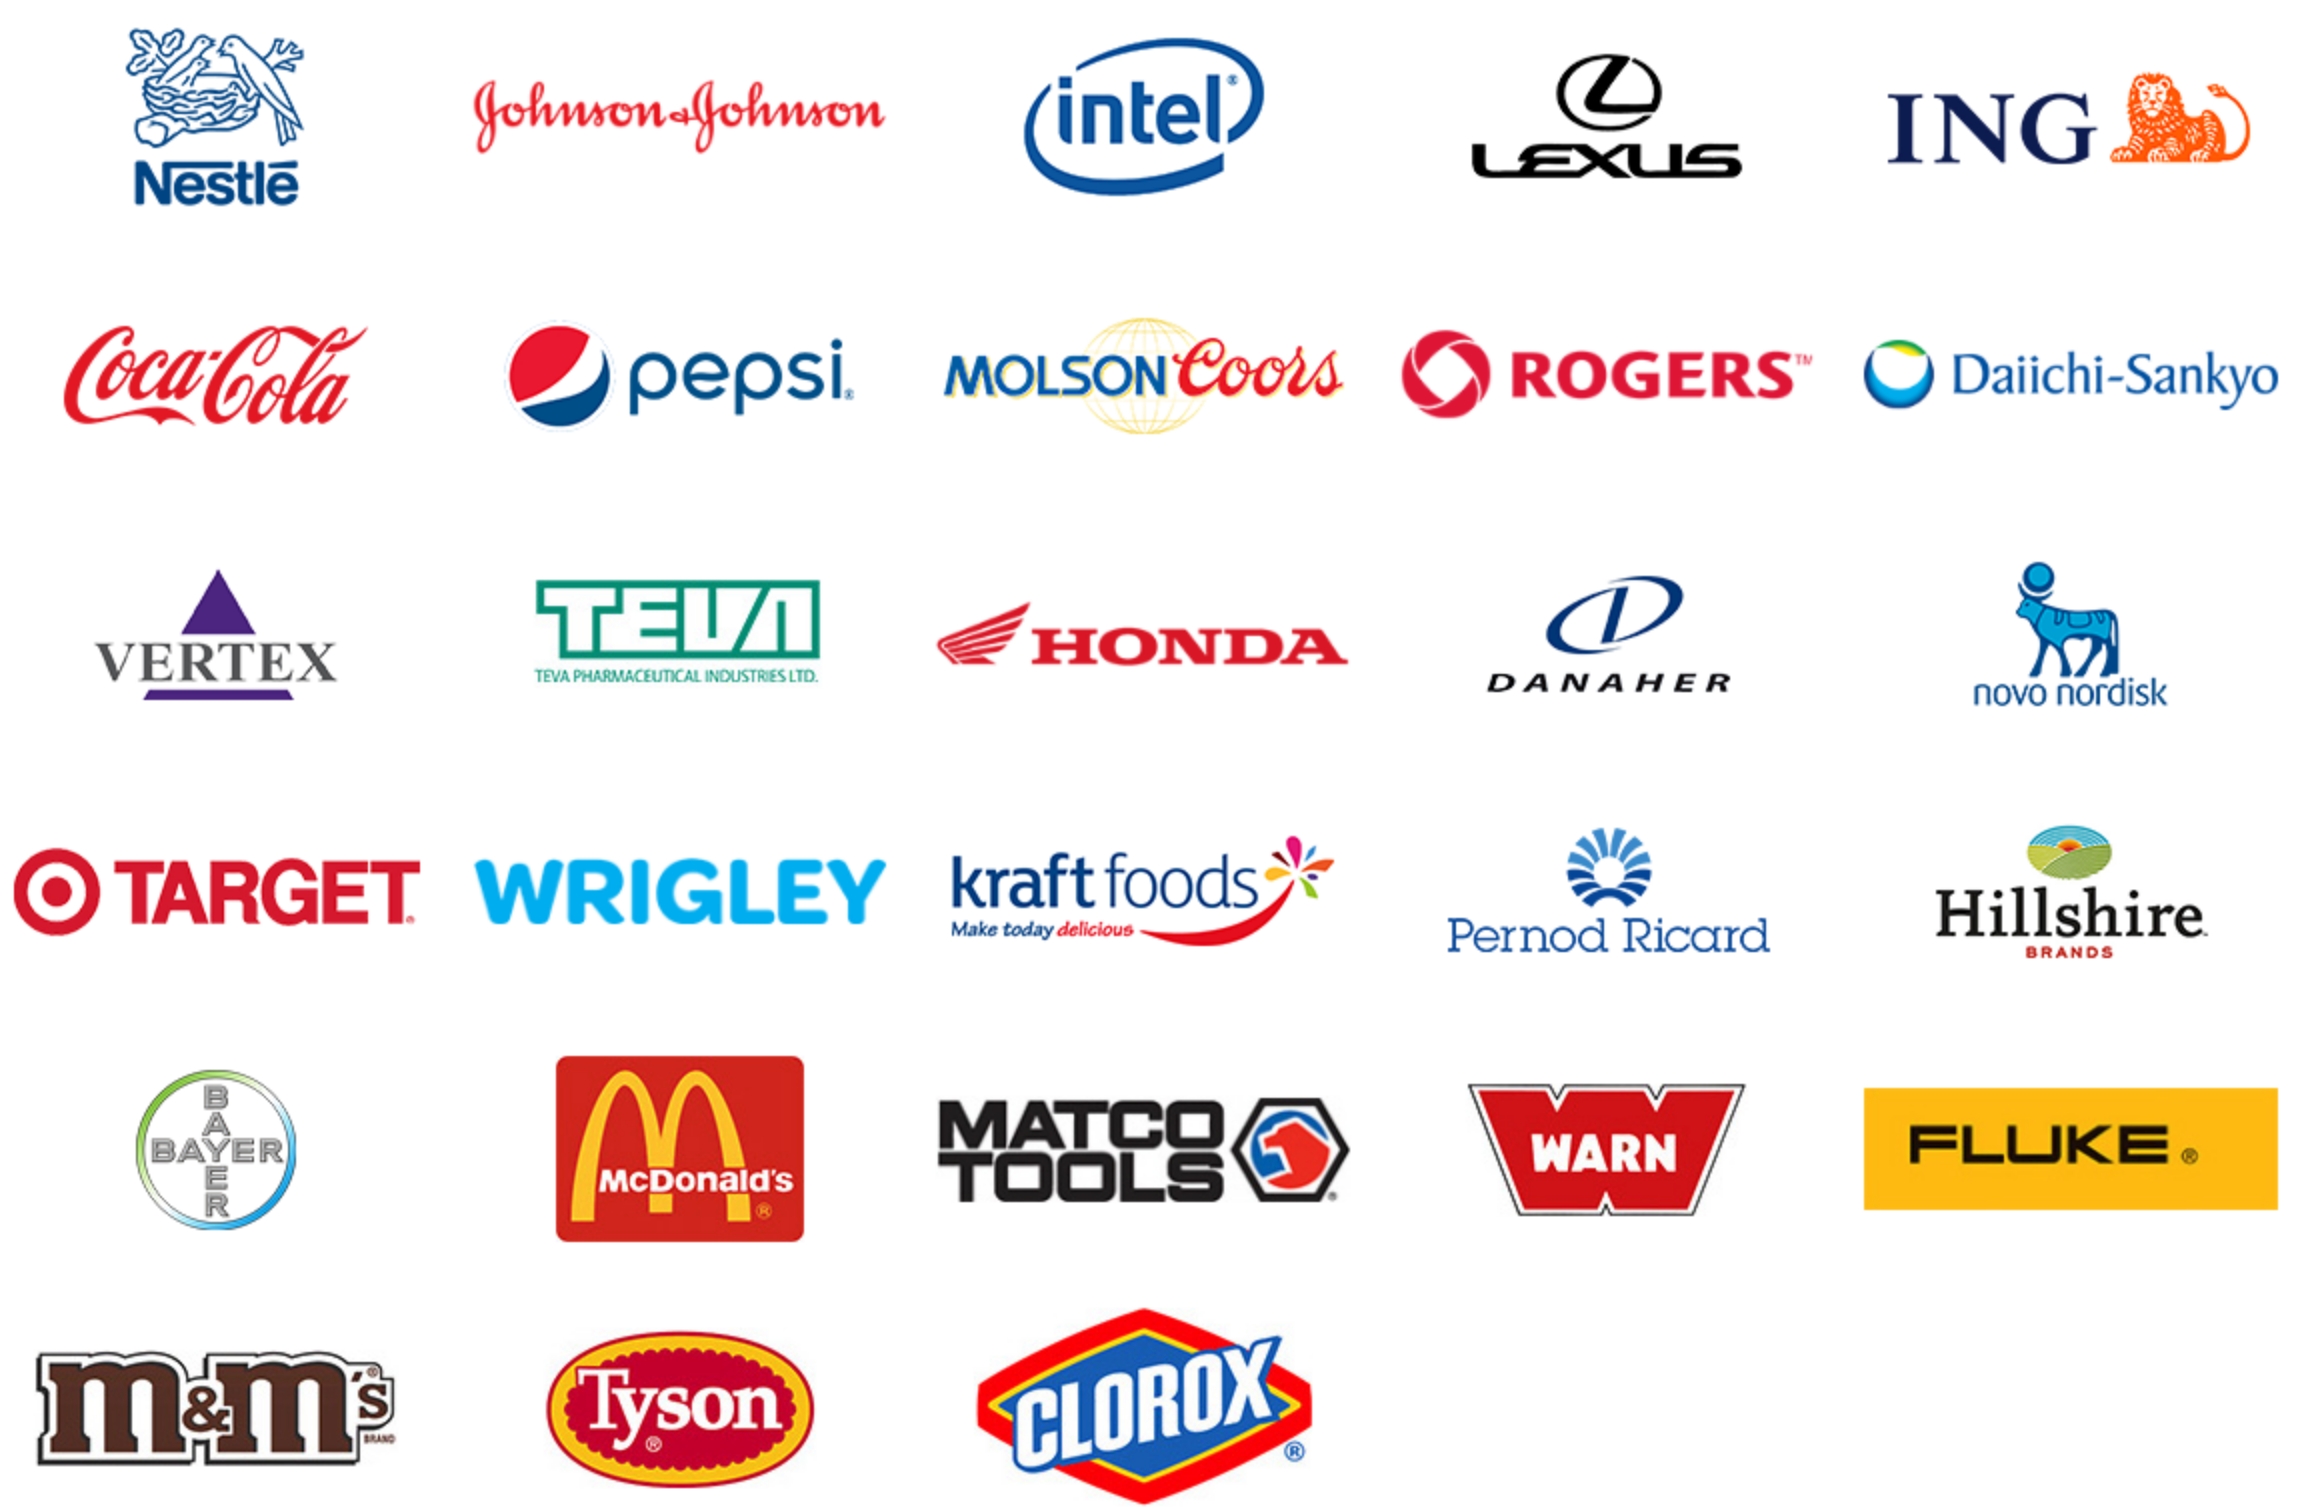 Nestlé
Johnson & Johnson
intel®
LEXUS
ING
Coca-Cola
pepsi®
MOLSON Coors
ROGERS™
Daiichi-Sankyo
VERTEX
TEVA
TEVA PHARMACEUTICAL INDUSTRIES LTD.
HONDA
DANAHER
novo nordisk
TARGET®
WRIGLEY
kraft foods
Make today delicious
Pernod Ricard
Hillshire
BRANDS
BAYER
BAYER
McDonald's®
MATCO
TOOLS®
WARN
FLUKE®
m&m's®
BRAND
Tyson®
CLOROX®